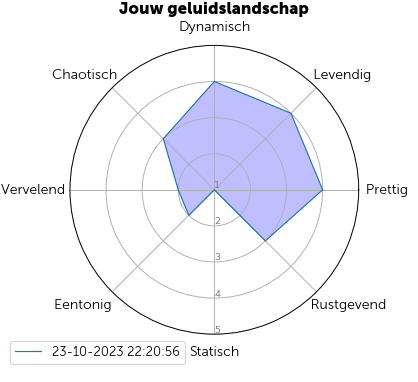 Jouw geluidslandschap
Dynamisch
Chaotisch
Levendig
Vervelend
1
Prettig
2
3
4
Eentonig
Rustgevend
5
23-10-2023 22:20:56
Statisch